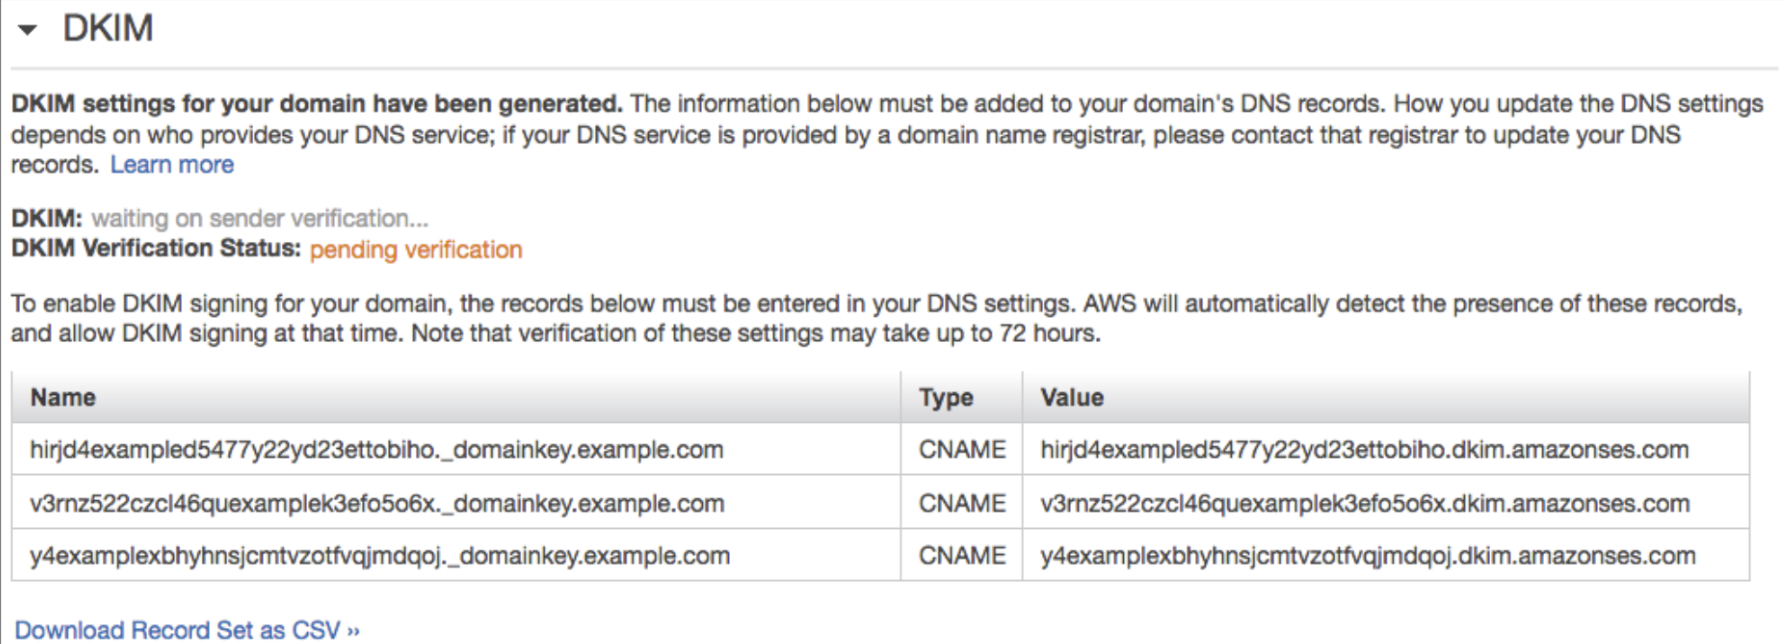 DKIM
DKIM settings for your domain have been generated. The information below must be added to your domain's DNS records. How you update the DNS settings
depends on who provides your DNS service; if your DNS service is provided by a domain name registrar, please contact that registrar to update your DNS
records. Learn more
DKIM: waiting on sender verification...
DKIM Verification Status: pending verification
To enable DKIM signing for your domain, the records below must be entered in your DNS settings. AWS will automatically detect the presence of these records,
and allow DKIM signing at that time. Note that verification of these settings may take up to 72 hours.
Name Type Value
hirjd4exampled5477y22yd23ettobiho._domainkey.example.com CNAME hirjd4exampled5477y22yd23ettobiho.dkim.amazonses.com
v3rnz522czcl46quexamplek3efo5o6x._domainkey.example.com CNAME v3rnz522czcl46quexamplek3efo5o6x.dkim.amazonses.com
y4examplexbhyhnsjcmtvzotfvqjmdqoj._domainkey.example.com CNAME y4examplexbhyhnsjcmtvzotfvqjmdqoj.dkim.amazonses.com
Download Record Set as CSV »